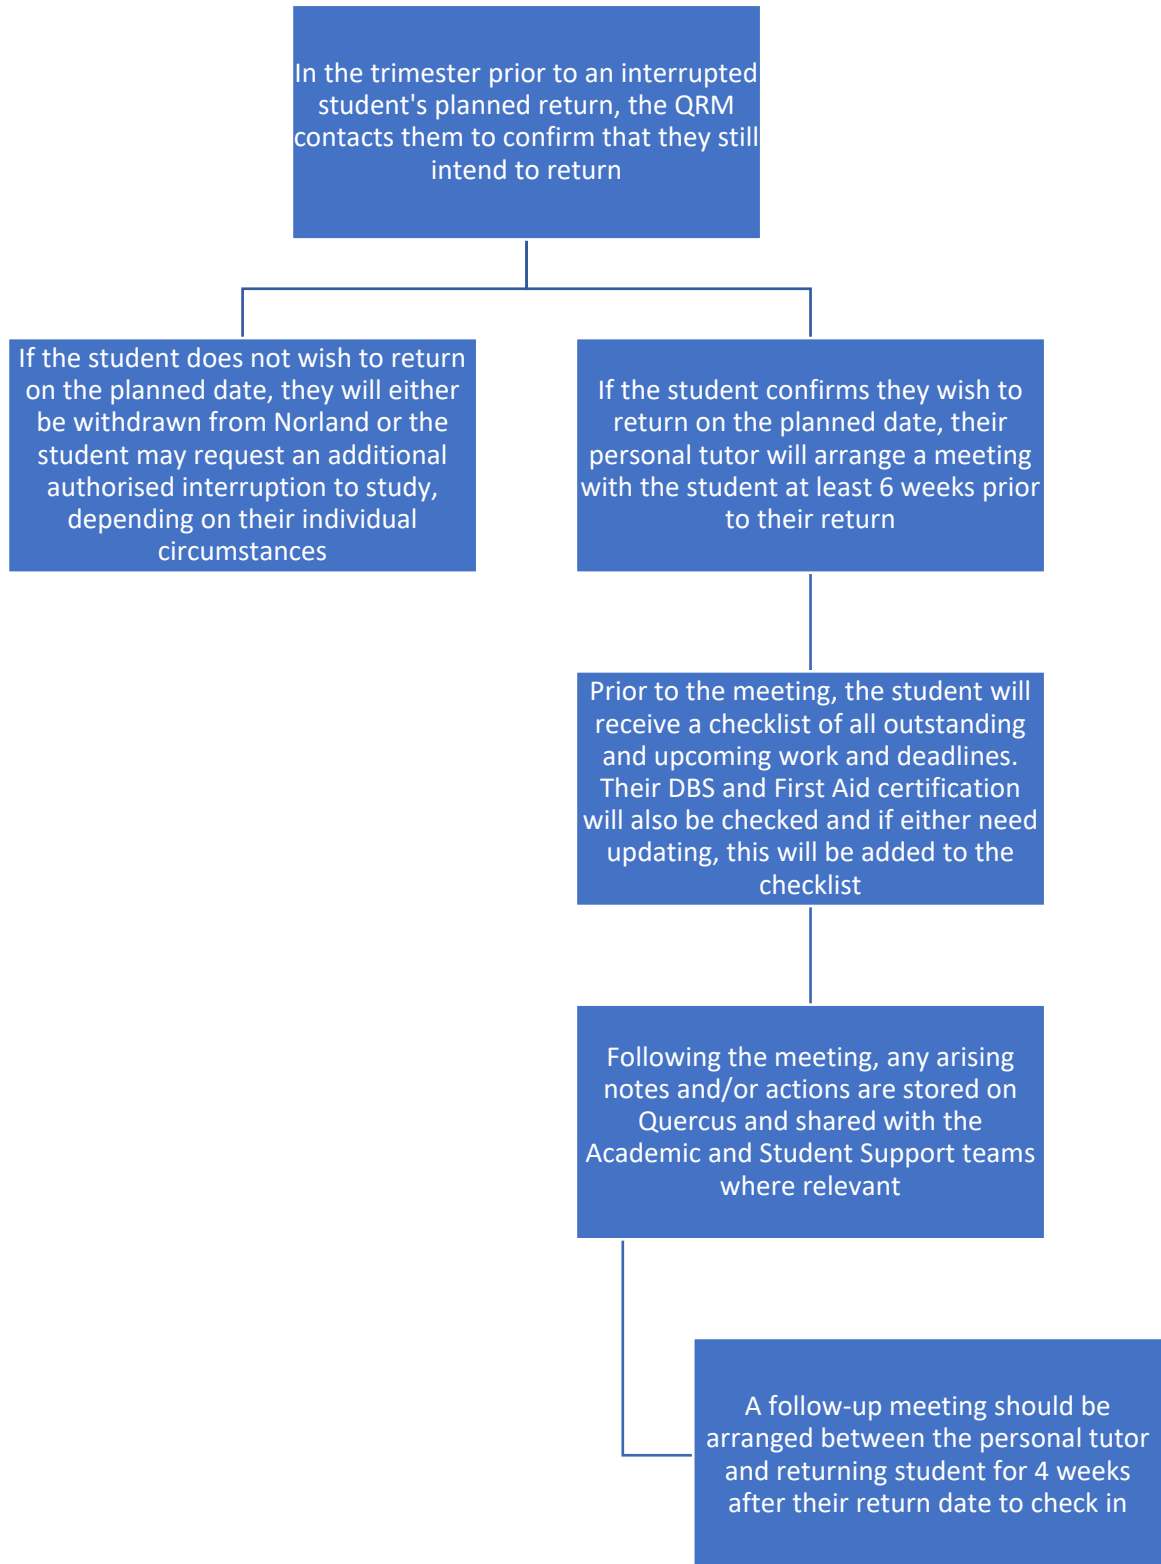 In the trimester prior to an interrupted
student's planned return, the QRM
contacts them to confirm that they still
intend to return
If the student does not wish to return
on the planned date, they will either
be withdrawn from Norland or the
student may request an additional
authorised interruption to study,
depending on their individual
circumstances
If the student confirms they wish to
return on the planned date, their
personal tutor will arrange a meeting
with the student at least 6 weeks prior
to their return
Prior to the meeting, the student will
receive a checklist of all outstanding
and upcoming work and deadlines.
Their DBS and First Aid certification
will also be checked and if either need
updating, this will be added to the
checklist
Following the meeting, any arising
notes and/or actions are stored on
Quercus and shared with the
Academic and Student Support teams
where relevant
A follow-up meeting should be
arranged between the personal tutor
and returning student for 4 weeks
after their return date to check in